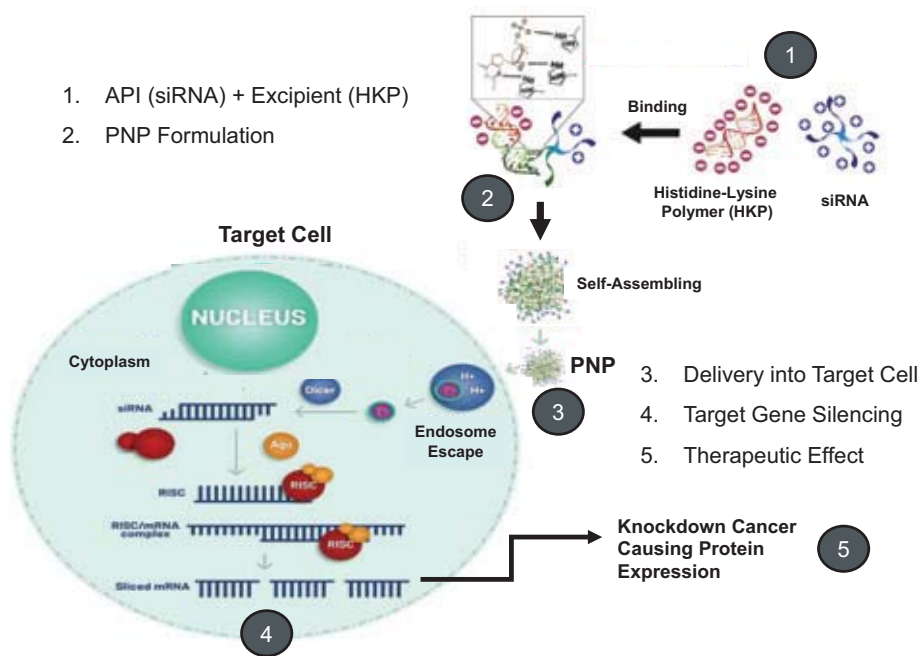 1. API (siRNA) + Excipient (HKP)
2. PNP Formulation
1
Binding
Histidine-Lysine
Polymer (HKP)
siRNA
2
Self-Assembling
PNP
3
3. Delivery into Target Cell
4. Target Gene Silencing
5. Therapeutic Effect
Target Cell
NUCLEUS
Cytoplasm
H+
H+
Endosome
Escape
Dicer
siRNA
Ago
RISC
RISC
RISC/mRNA
complex
RISC
Sliced mRNA
4
Knockdown Cancer
Causing Protein
Expression
5